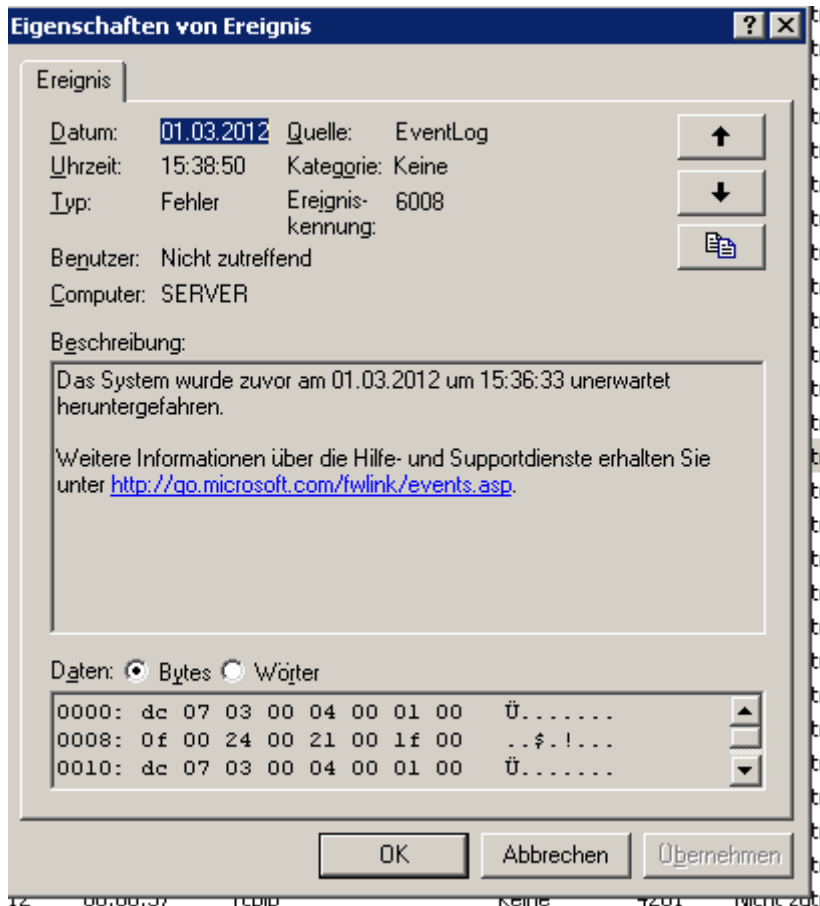 Eigenschaften von Ereignis
Ereignis
Datum: 01.03.2012 Quelle: EventLog
Uhrzeit: 15:38:50 Kategorie: Keine
Typ: Fehler Ereignis-kennung: 6008
Benutzer: Nicht zutreffend
Computer: SERVER
Beschreibung:
Das System wurde zuvor am 01.03.2012 um 15:36:33 unerwartet
heruntergefahren.
Weitere Informationen über die Hilfe- und Supportdienste erhalten Sie
unter http://go.microsoft.com/fwlink/events.asp.
Daten: Bytes Wörter
0000: dc 07 03 00 04 00 01 00 Ü.......
0008: 0f 00 24 00 21 00 1f 00 ..$.!...
0010: dc 07 03 00 04 00 01 00 Ü.......
OK Abbrechen Übernehmen